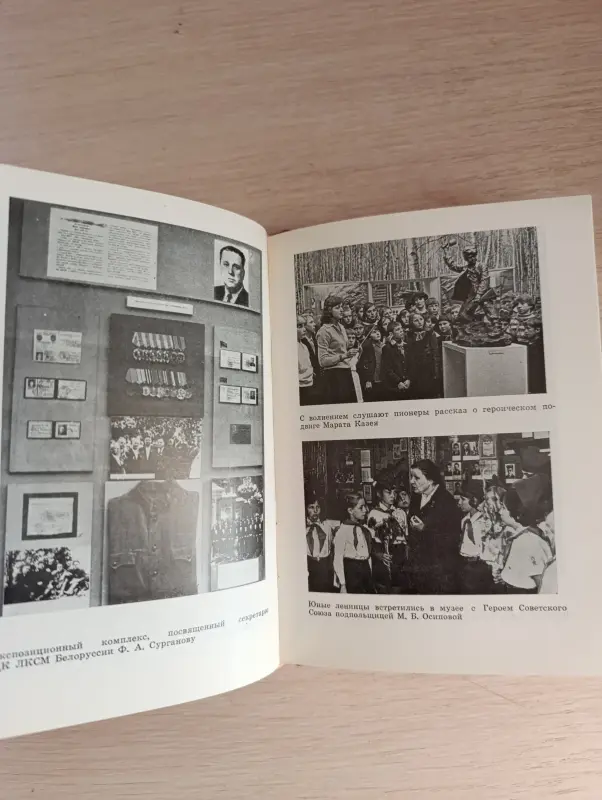 кспозиционный комплекс, посвященный секретарю
ЦК ЛКСМ Белоруссии Ф. А. Сурганову
С волнением слушают пионеры рассказ о героическом по-
двиге Марата Казея
Юные ленинцы встретились в музее с Героем Советского
Союза подпольщицей М. Б. Осиповой